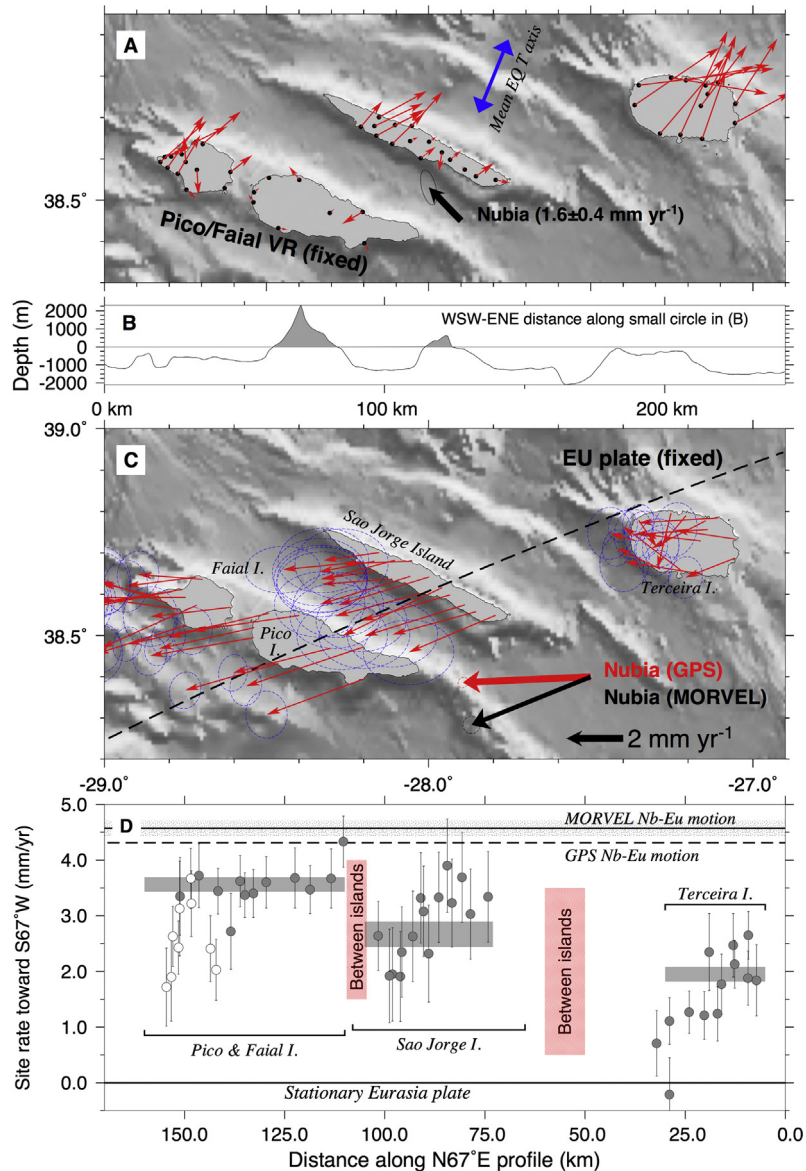 A
Mean EQ T axis
38.5°
Nubia (1.6±0.4 mm yr-1)
Pico/Faial VR (fixed)
B
WSW-ENE distance along small circle in (B)
Depth (m)
2000
1000
0
-1000
-2000
0 km
100 km
200 km
39.0°
C
EU plate (fixed)
Sao Jorge Island
Faial I.
Terceira I.
38.5°
Pico
I.
Nubia (GPS)
Nubia (MORVEL)
2 mm yr-1
-29.0°
-28.0°
-27.0°
5.0
D
MORVEL Nb-Eu motion
GPS Nb-Eu motion
4.0
Terceira I.
3.0
Between islands
Between islands
2.0
1.0
Pico & Faial I.
Sao Jorge I.
0.0
Stationary Eurasia plate
Site rate toward S67°W (mm/yr)
150.0
125.0
100.0
75.0
50.0
25.0
0.0
Distance along N67°E profile (km)